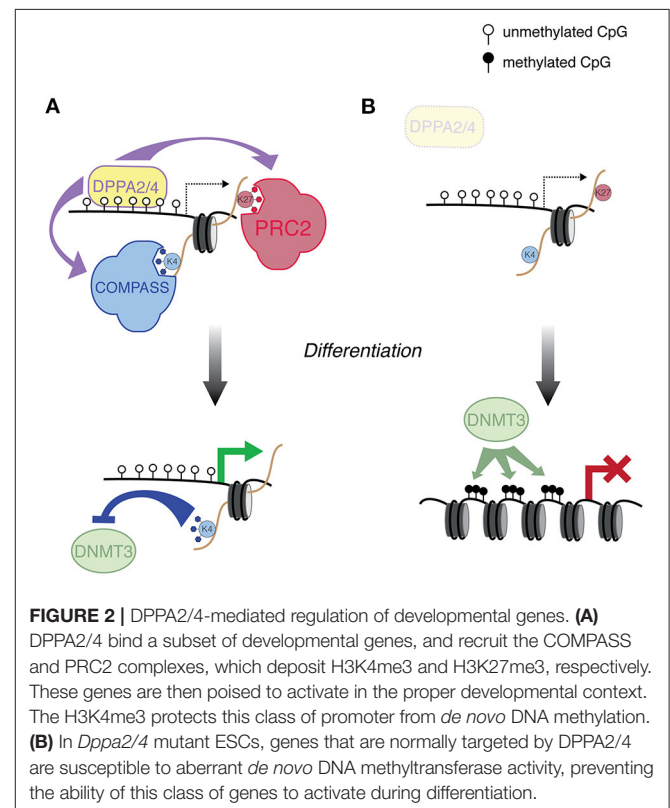 unmethylated CpG
methylated CpG
A
B
DPPA2/4
DPPA2/4
K27
PRC2
K27
K4
COMPASS
K4
Differentiation
DNMT3
K4
DNMT3
FIGURE 2 | DPPA2/4-mediated regulation of developmental genes. (A)
DPPA2/4 bind a subset of developmental genes, and recruit the COMPASS
and PRC2 complexes, which deposit H3K4me3 and H3K27me3, respectively.
These genes are then poised to activate in the proper developmental context.
The H3K4me3 protects this class of promoter from de novo DNA methylation.
(B) In Dppa2/4 mutant ESCs, genes that are normally targeted by DPPA2/4
are susceptible to aberrant de novo DNA methyltransferase activity, preventing
the ability of this class of genes to activate during differentiation.